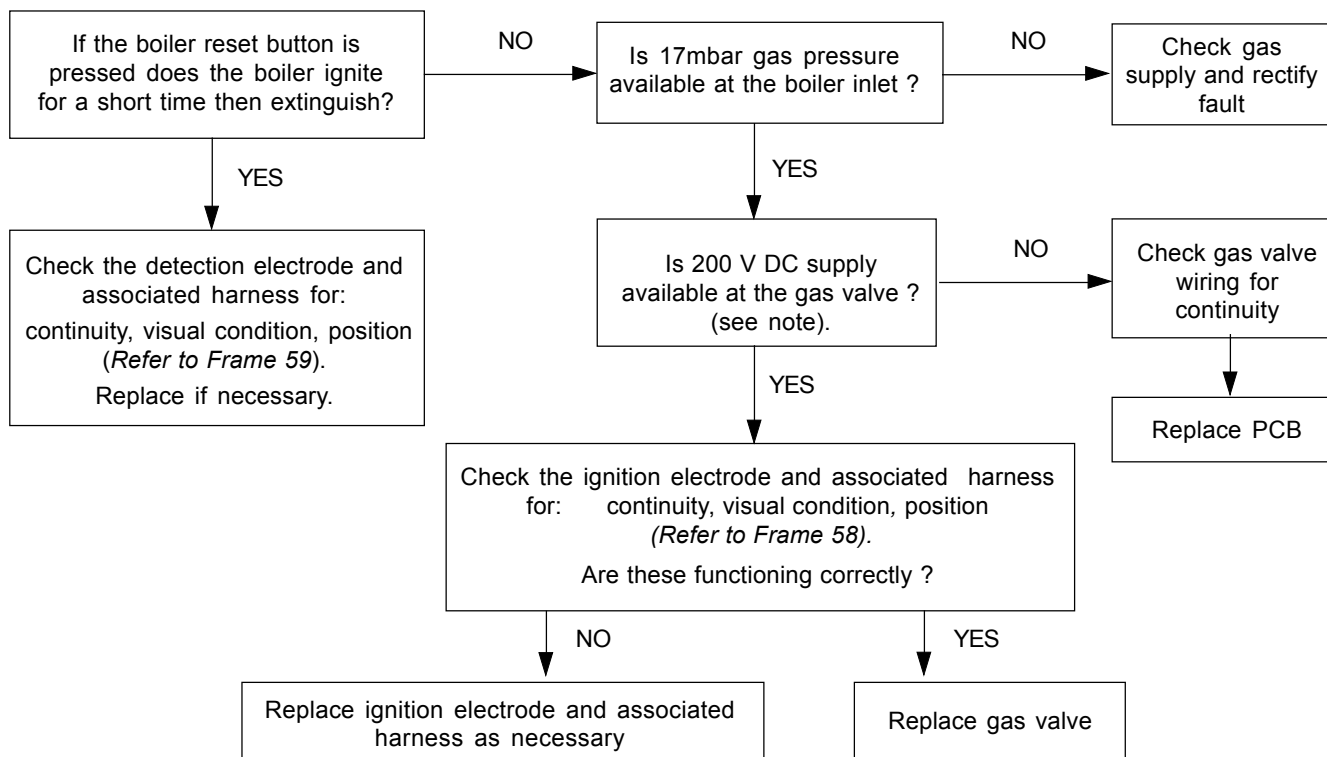 If the boiler reset button is
pressed does the boiler ignite
for a short time then extinguish?
NO
Is 17mbar gas pressure
available at the boiler inlet ?
NO
Check gas
supply and rectify
fault
YES
YES
Check the detection electrode and
associated harness for:
continuity, visual condition, position
(Refer to Frame 59).
Replace if necessary.
Is 200 V DC supply
available at the gas valve ?
(see note).
NO
Check gas valve
wiring for
continuity
YES
Replace PCB
Check the ignition electrode and associated harness
for: continuity, visual condition, position
(Refer to Frame 58).
Are these functioning correctly ?
NO
YES
Replace ignition electrode and associated
harness as necessary
Replace gas valve